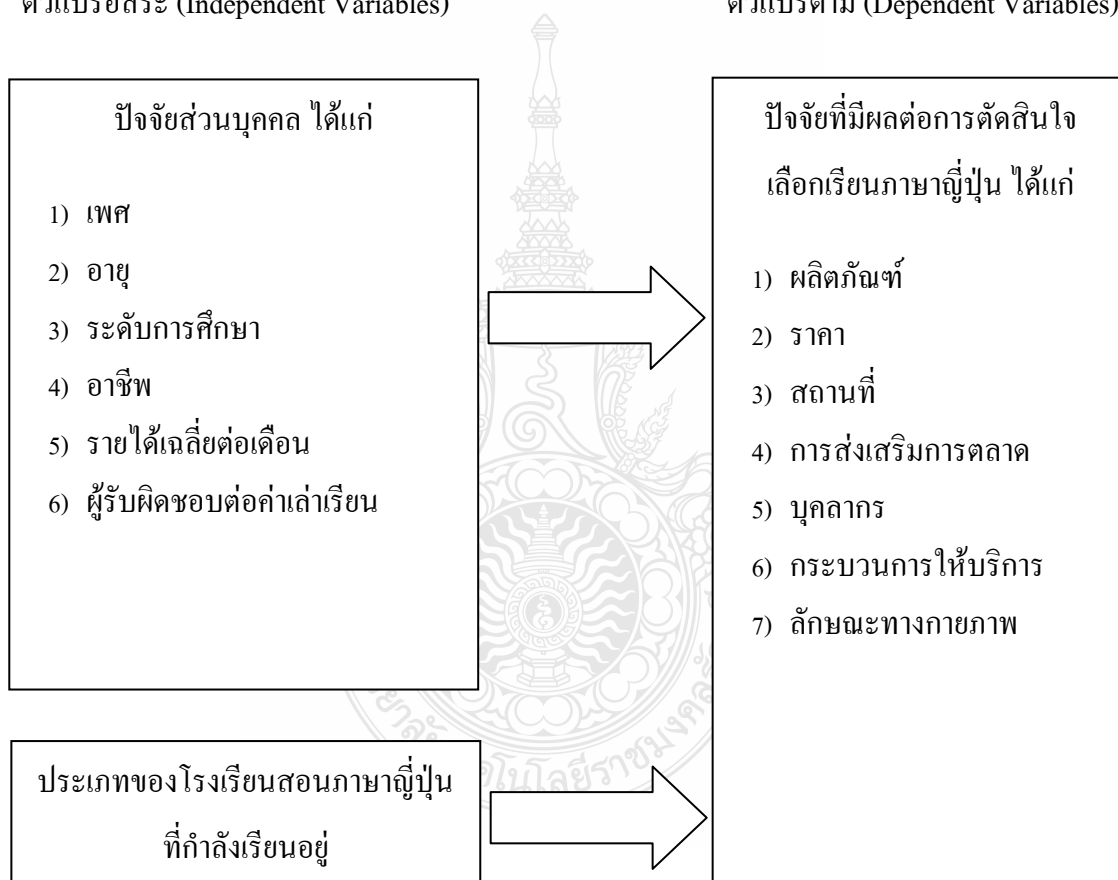 ตัวแปรอิสระ (Independent Variables)
ตัวแปรตาม (Dependent Variables)
ปัจจัยส่วนบุคคล ได้แก่
1) เพศ
2) อายุ
3) ระดับการศึกษา
4) อาชีพ
5) รายได้เฉลี่ยต่อเดือน
6) ผู้รับผิดชอบต่อค่าเล่าเรียน
ประเภทของโรงเรียนสอนภาษาญี่ปุ่น
ที่กำลังเรียนอยู่
ปัจจัยที่มีผลต่อการตัดสินใจ
เลือกเรียนภาษาญี่ปุ่น ได้แก่
1) ผลิตภัณฑ์
2) ราคา
3) สถานที่
4) การส่งเสริมการตลาด
5) บุคลากร
6) กระบวนการให้บริการ
7) ลักษณะทางกายภาพ